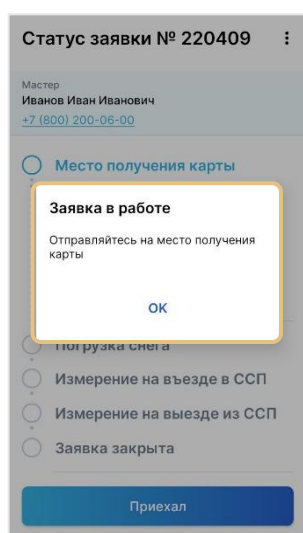 Статус заявки № 220409
Мастер
Иванов Иван Иванович
+7 (800) 200-06-00
Место получения карты
Заявка в работе
Отправляйтесь на место получения
карты
OK
Погрузка снега
Измерение на въезде в ССП
Измерение на выезде из ССП
Заявка закрыта
Приехал